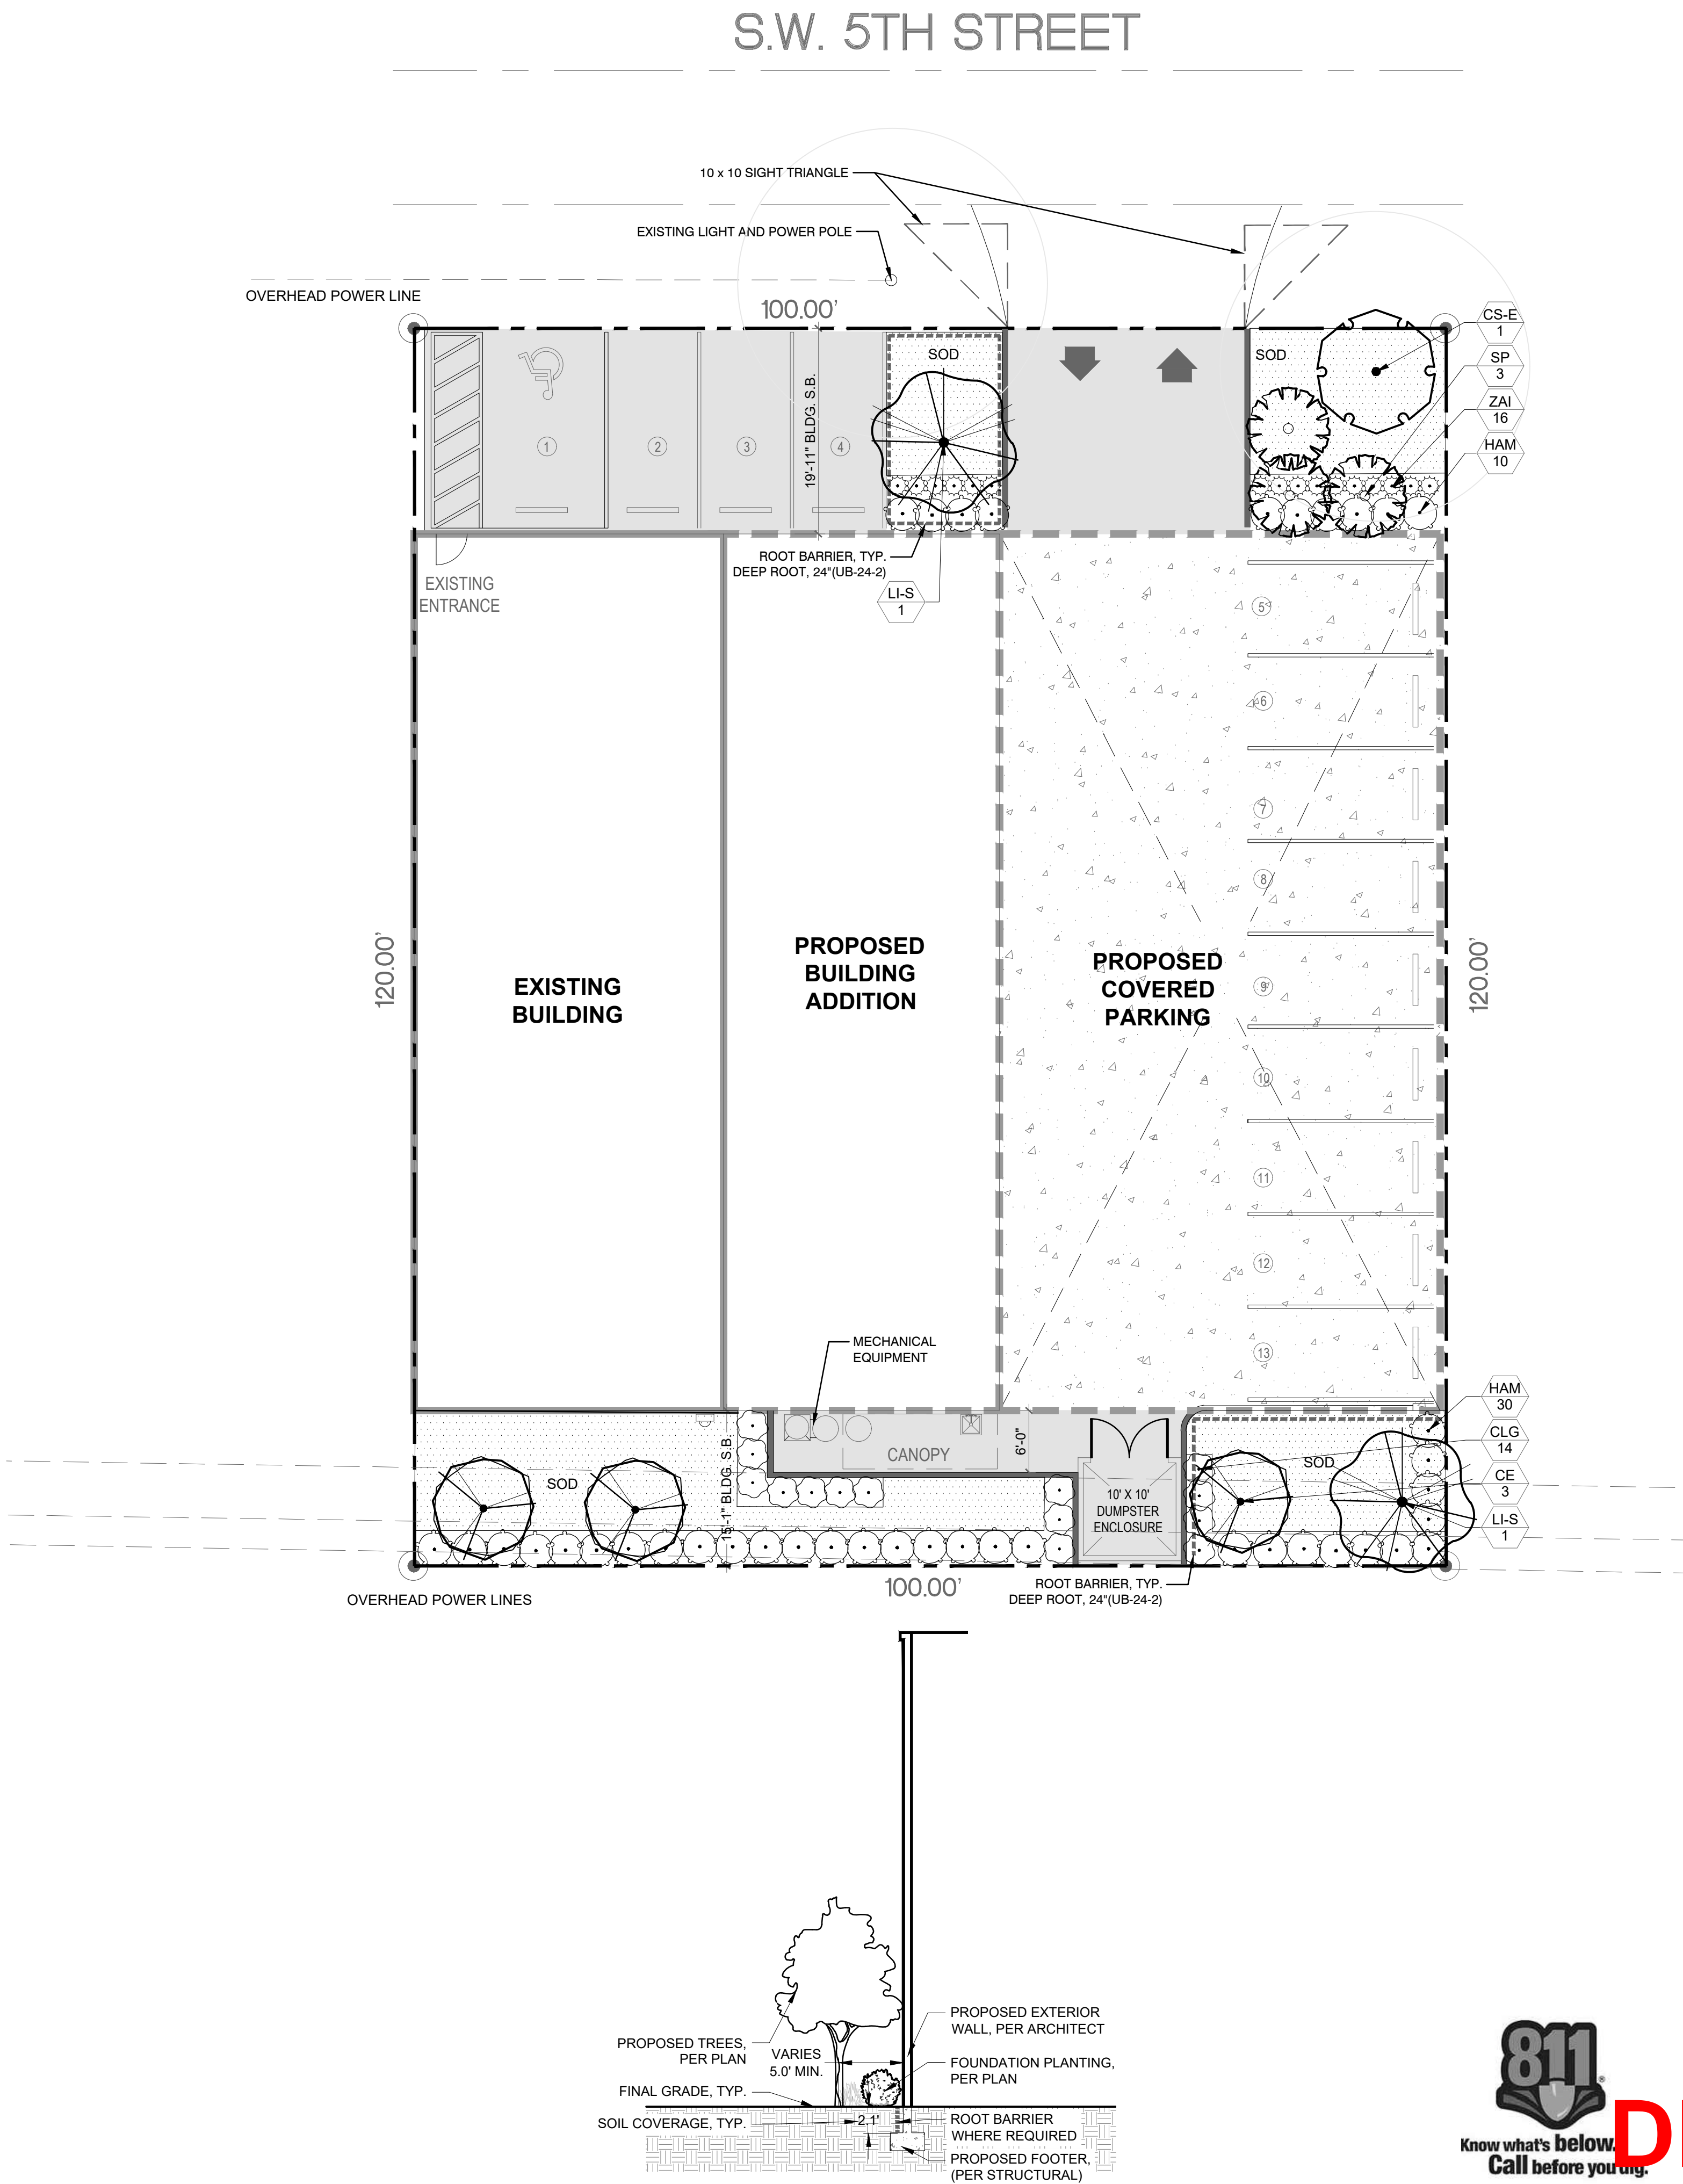 S.W. 5TH STREET
10 x 10 SIGHT TRIANGLE
EXISTING LIGHT AND POWER POLE
OVERHEAD POWER LINE
100.00'
CS-E
1
SP
3
ZAI
16
HAM
10
SOD
SOD
19'-11" BLDG. S.B.
1
2
3
4
ROOT BARRIER, TYP.
DEEP ROOT, 24"(UB-24-2)
LI-S
1
EXISTING
ENTRANCE
5
6
7
8
9
10
11
12
13
120.00'
EXISTING
BUILDING
PROPOSED
BUILDING
ADDITION
PROPOSED
COVERED
PARKING
120.00'
MECHANICAL
EQUIPMENT
CANOPY
6'-0"
15'-1" BLDG. S.B.
SOD
SOD
10' X 10'
DUMPSTER
ENCLOSURE
HAM
30
CLG
14
CE
3
LI-S
1
OVERHEAD POWER LINES
100.00'
ROOT BARRIER, TYP.
DEEP ROOT, 24"(UB-24-2)
PROPOSED TREES,
PER PLAN
VARIES
5.0' MIN.
FINAL GRADE, TYP.
SOIL COVERAGE, TYP.
2.1'
PROPOSED EXTERIOR
WALL, PER ARCHITECT
FOUNDATION PLANTING,
PER PLAN
ROOT BARRIER
WHERE REQUIRED
PROPOSED FOOTER,
(PER STRUCTURAL)
811
®
Know what's below.
Call before you dig.
D